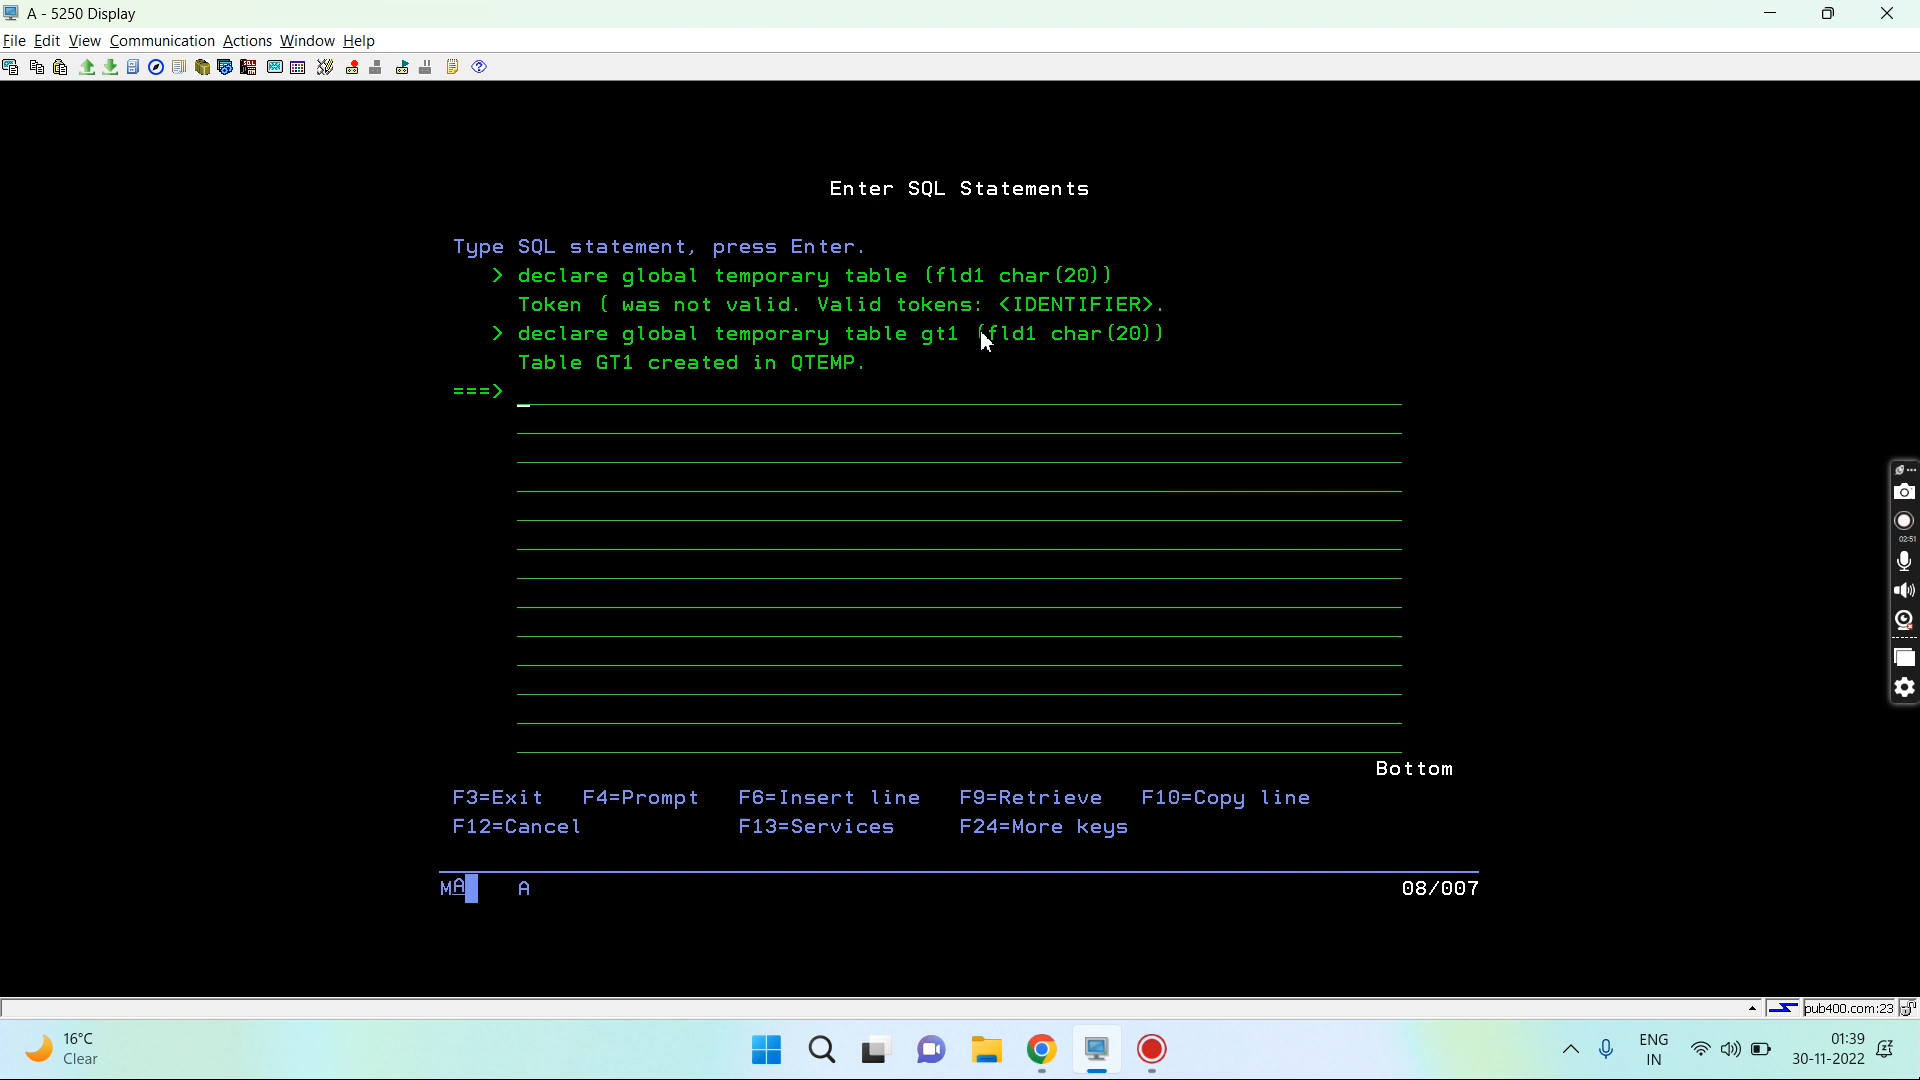 A - 5250 Display
File Edit View Communication Actions Window Help
Enter SQL Statements
Type SQL statement, press Enter.
> declare global temporary table (fld1 char(20))
Token ( was not valid. Valid tokens: <IDENTIFIER>.
> declare global temporary table gt1 (fld1 char(20))
Table GT1 created in QTEMP.
===>
Bottom
F3=Exit F4=Prompt F6=Insert line F9=Retrieve F10=Copy line
F12=Cancel F13=Services F24=More keys
MA A 08/007
02:51
pub400.com:23
16°C
Clear
ENG
IN
01:39
30-11-2022